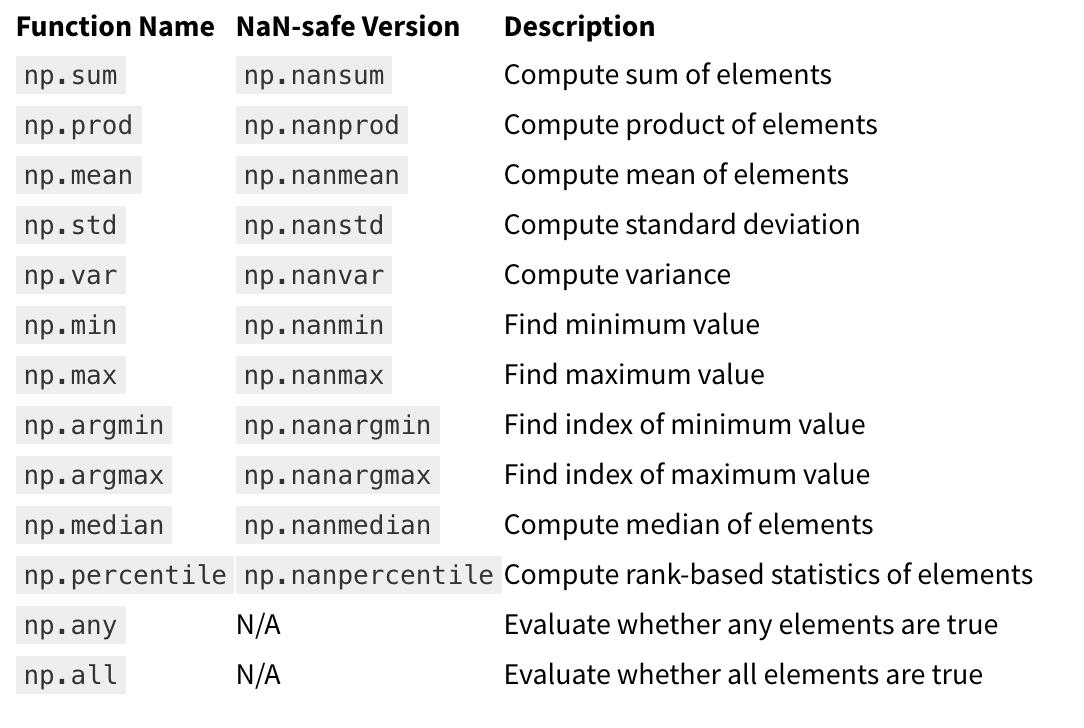 Function Name NaN-safe Version Description
np.sum np.nansum Compute sum of elements
np.prod np.nanprod Compute product of elements
np.mean np.nanmean Compute mean of elements
np.std np.nanstd Compute standard deviation
np.var np.nanvar Compute variance
np.min np.nanmin Find minimum value
np.max np.nanmax Find maximum value
np.argmin np.nanargmin Find index of minimum value
np.argmax np.nanargmax Find index of maximum value
np.median np.nanmedian Compute median of elements
np.percentile np.nanpercentile Compute rank-based statistics of elements
np.any N/A Evaluate whether any elements are true
np.all N/A Evaluate whether all elements are true